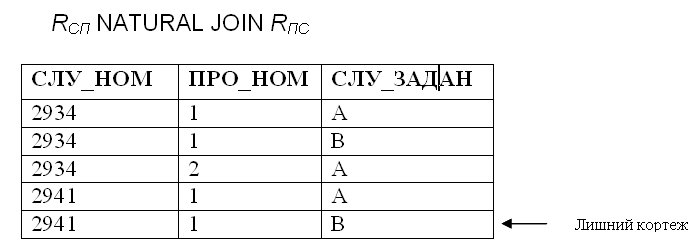 RСП NATURAL JOIN RПС
СЛУ_НОМ ПРО_НОМ СЛУ_ЗАДАН
2934 1 A
2934 1 B
2934 2 A
2941 1 A
2941 1 B Лишний кортеж